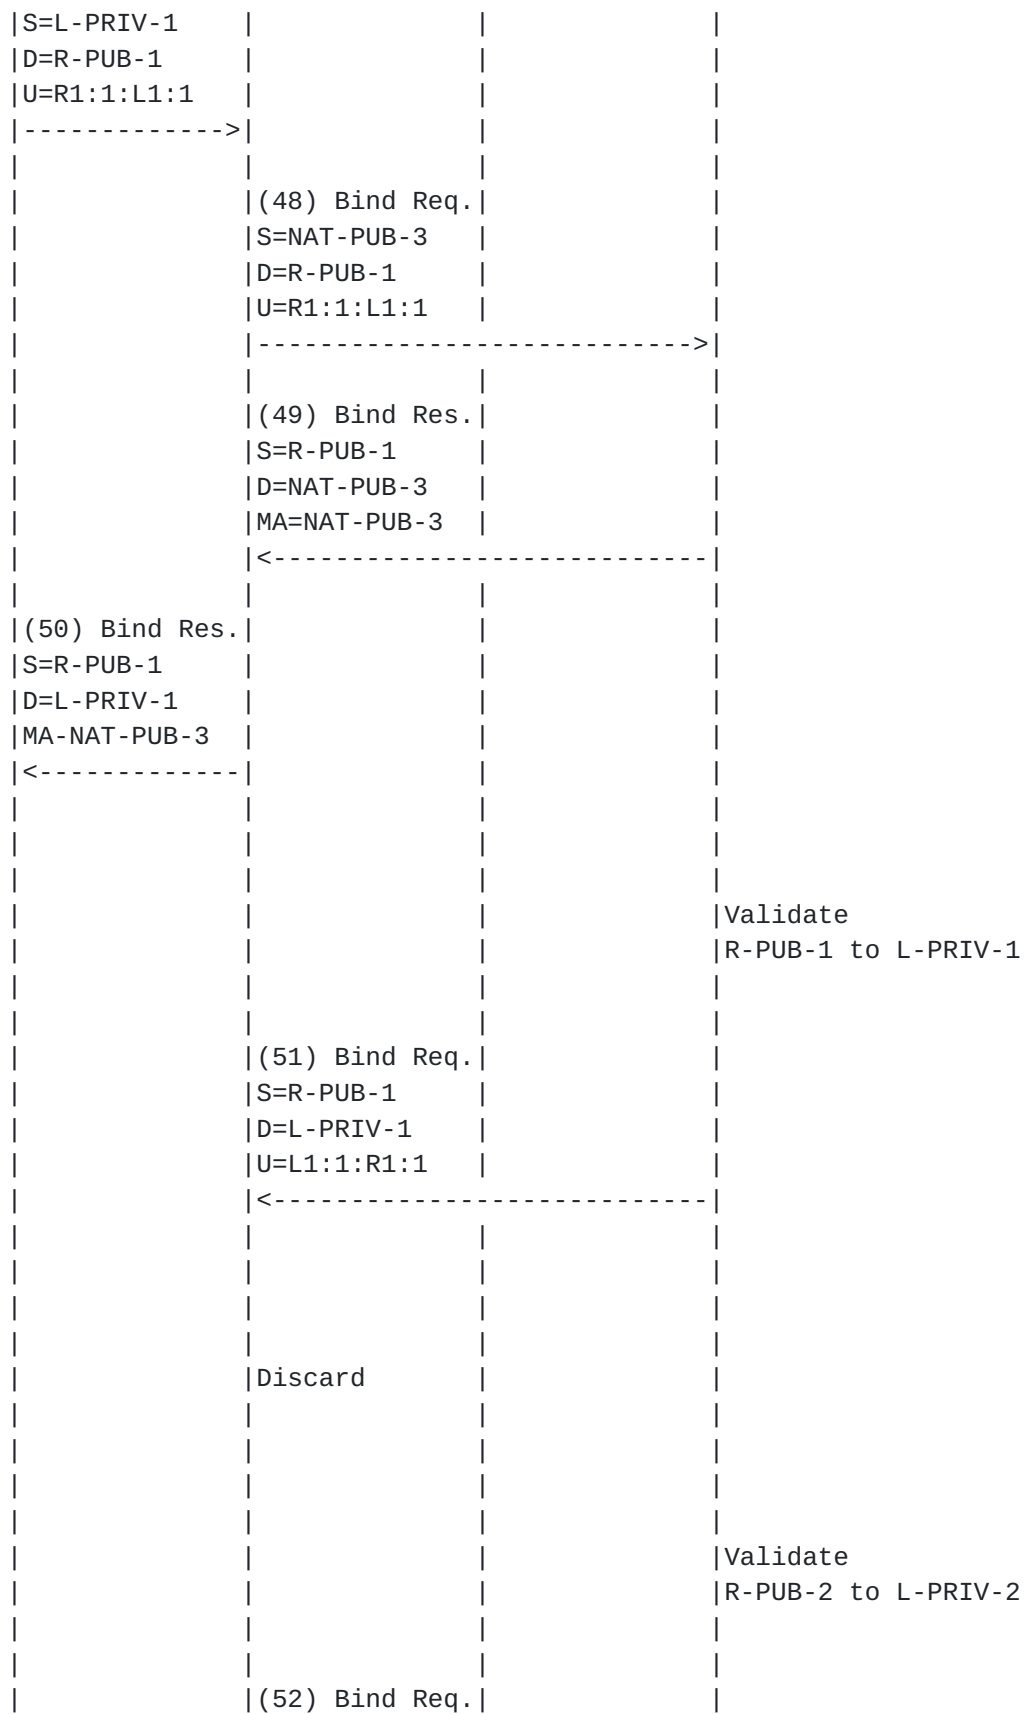 |S=L-PRIV-1    |              |              |
|D=R-PUB-1     |              |              |
|U=R1:1:L1:1   |              |              |
|------------->|              |              |
|              |              |              |
|              |(48) Bind Req.|              |
|              |S=NAT-PUB-3   |              |
|              |D=R-PUB-1     |              |
|              |U=R1:1:L1:1   |              |
|              |---------------------------->|
|              |              |              |
|              |(49) Bind Res.|              |
|              |S=R-PUB-1     |              |
|              |D=NAT-PUB-3   |              |
|              |MA=NAT-PUB-3  |              |
|              |<----------------------------|
|              |              |              |
|(50) Bind Res.|              |              |
|S=R-PUB-1     |              |              |
|D=L-PRIV-1    |              |              |
|MA-NAT-PUB-3  |              |              |
|<-------------|              |              |
|              |              |              |
|              |              |              |
|              |              |              |
|              |              |              |Validate
|              |              |              |R-PUB-1 to L-PRIV-1
|              |              |              |
|              |              |              |
|              |(51) Bind Req.|              |
|              |S=R-PUB-1     |              |
|              |D=L-PRIV-1    |              |
|              |U=L1:1:R1:1   |              |
|              |<----------------------------|
|              |              |              |
|              |              |              |
|              |              |              |
|              |              |              |
|              |Discard       |              |
|              |              |              |
|              |              |              |
|              |              |              |
|              |              |              |
|              |              |              |Validate
|              |              |              |R-PUB-2 to L-PRIV-2
|              |              |              |
|              |              |              |
|              |(52) Bind Req.|              |